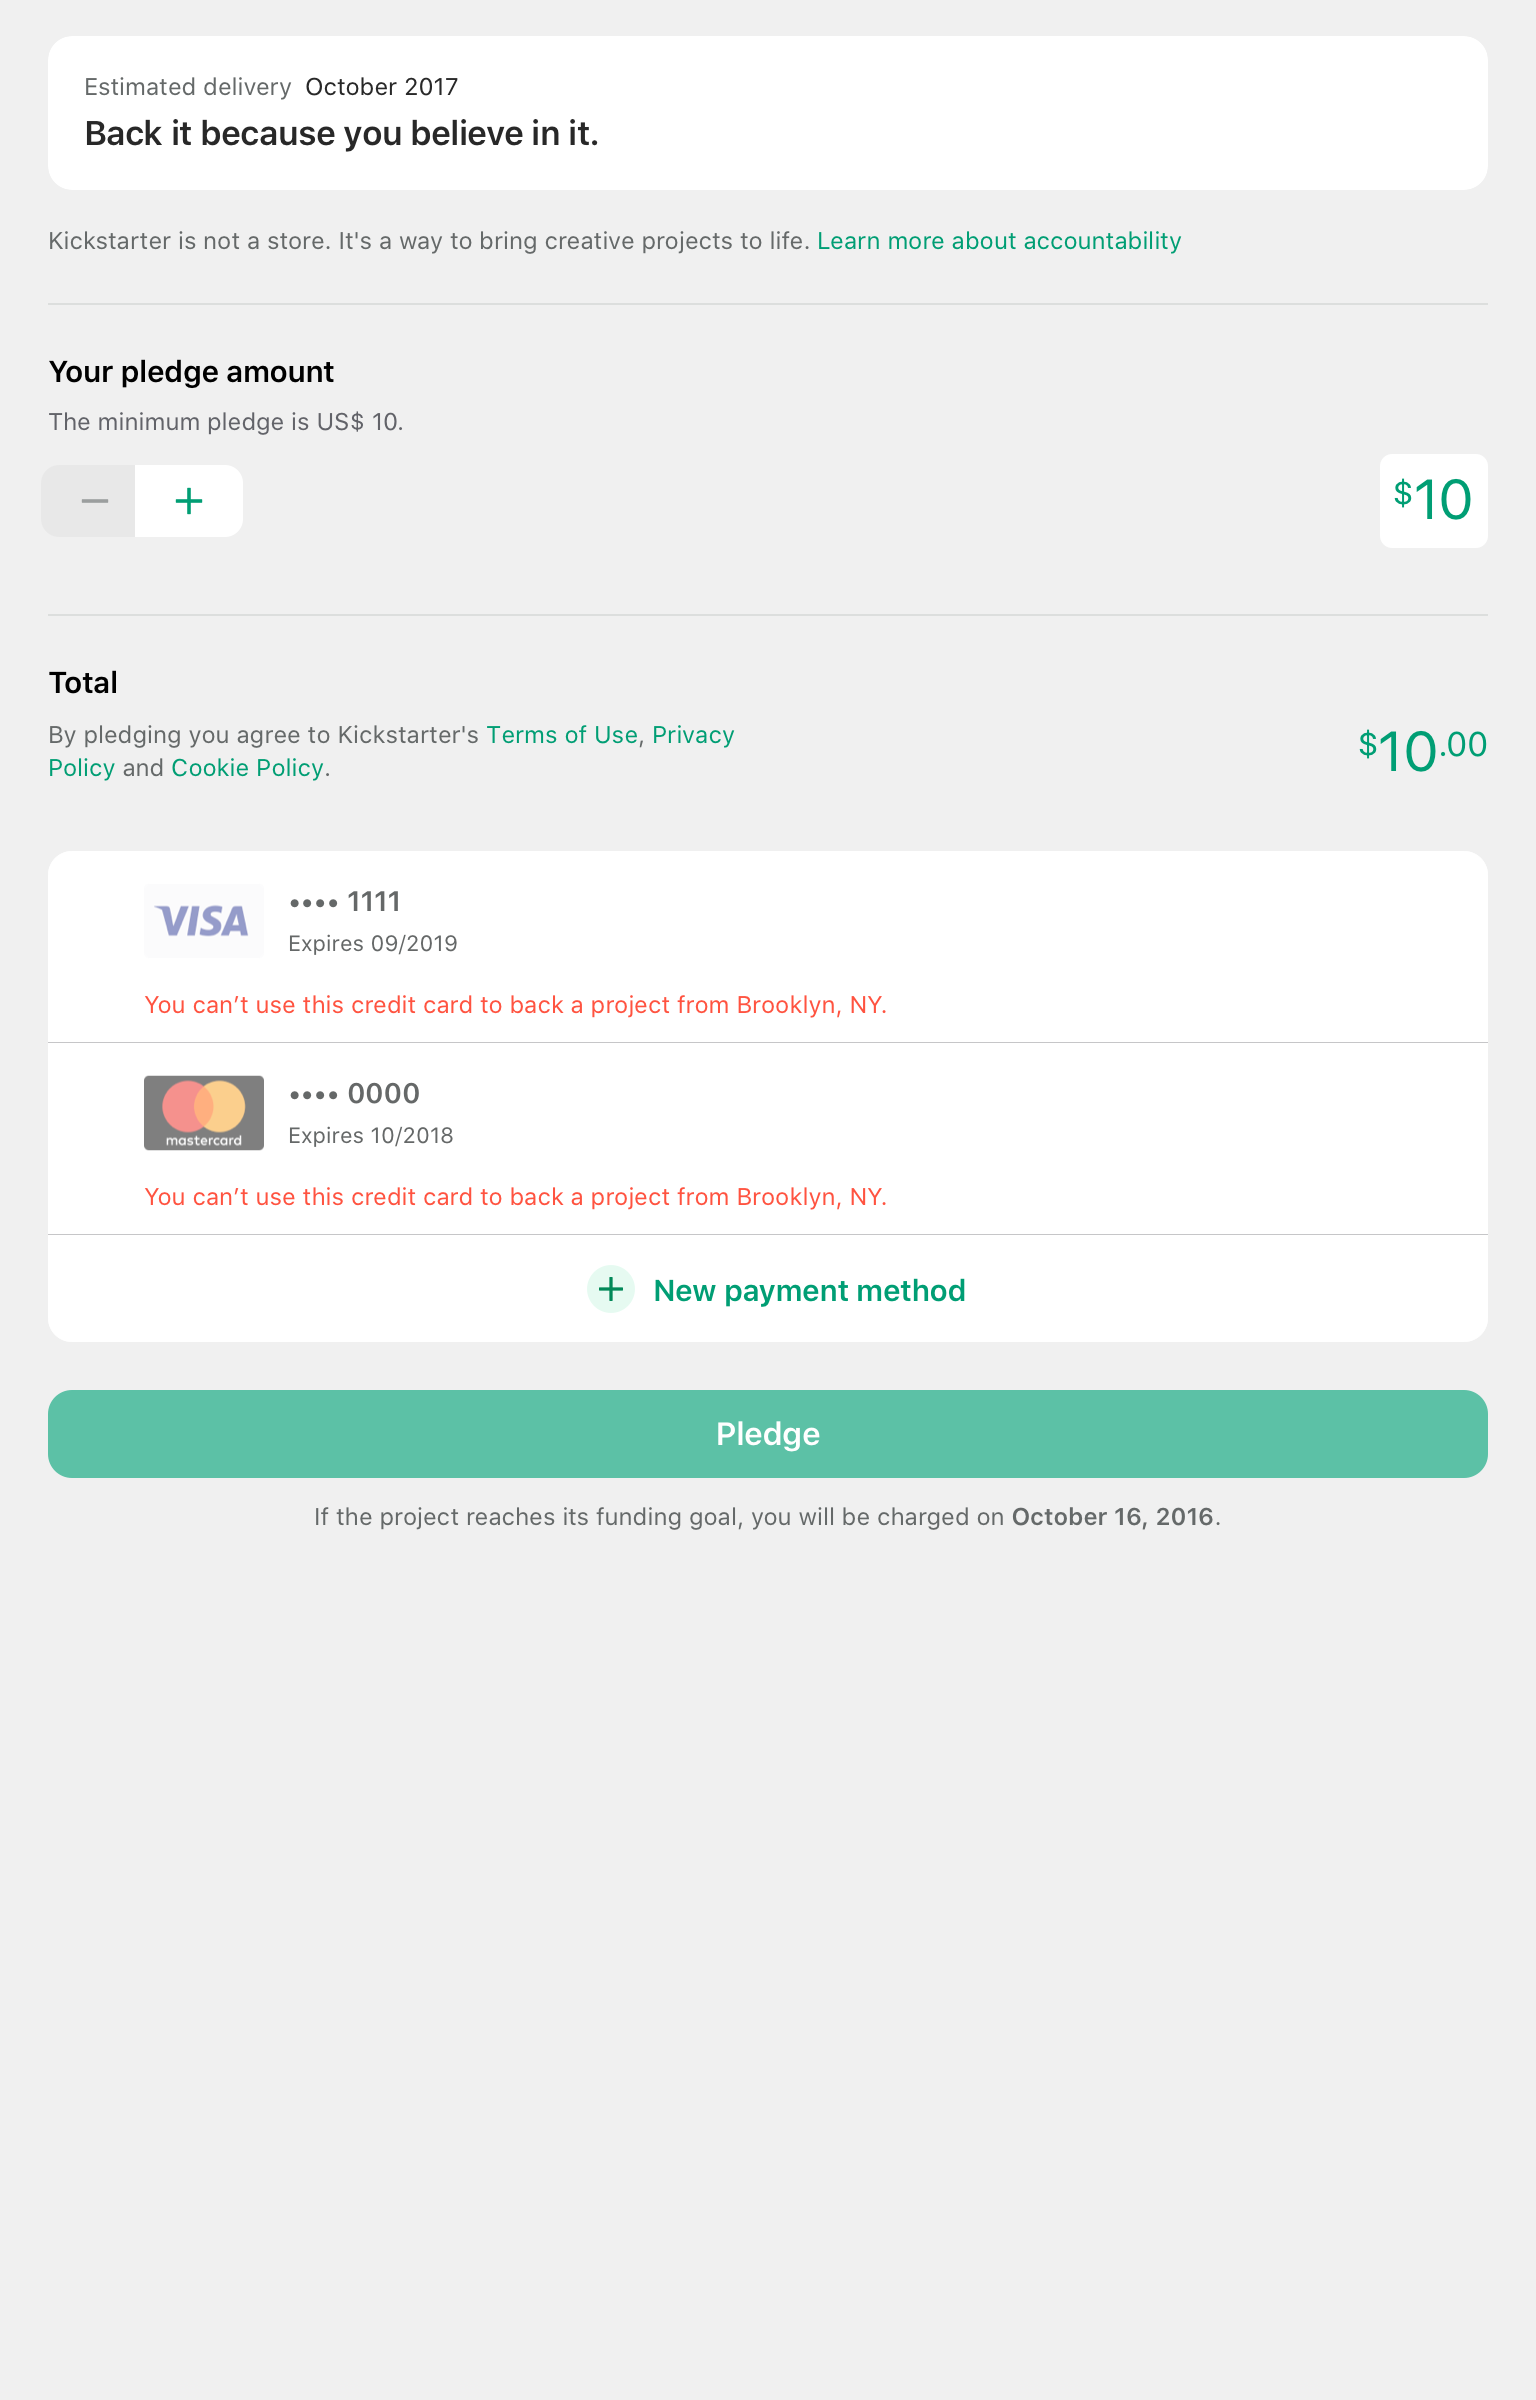 Estimated delivery October 2017
Back it because you believe in it.
Kickstarter is not a store. It's a way to bring creative projects to life. Learn more about accountability
Your pledge amount
The minimum pledge is US$ 10.
− +
$10
Total
By pledging you agree to Kickstarter's Terms of Use, Privacy
Policy and Cookie Policy.
$10.00
VISA
•••• 1111
Expires 09/2019
You can’t use this credit card to back a project from Brooklyn, NY.
mastercard
•••• 0000
Expires 10/2018
You can’t use this credit card to back a project from Brooklyn, NY.
+ New payment method
Pledge
If the project reaches its funding goal, you will be charged on October 16, 2016.